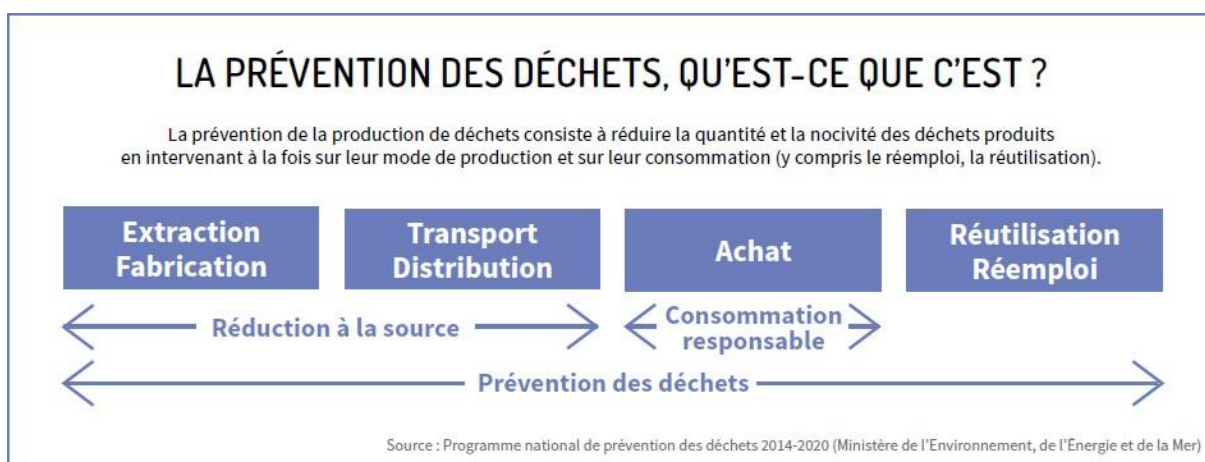 LA PRÉVENTION DES DÉCHETS, QU'EST-CE QUE C'EST ?
La prévention de la production de déchets consiste à réduire la quantité et la nocivité des déchets produits
en intervenant à la fois sur leur mode de production et sur leur consommation (y compris le réemploi, la réutilisation).
Extraction
Fabrication
Transport
Distribution
Achat
Réutilisation
Réemploi
Réduction à la source
Consommation
responsable
Prévention des déchets
Source : Programme national de prévention des déchets 2014-2020 (Ministère de l'Environnement, de l'Énergie et de la Mer)